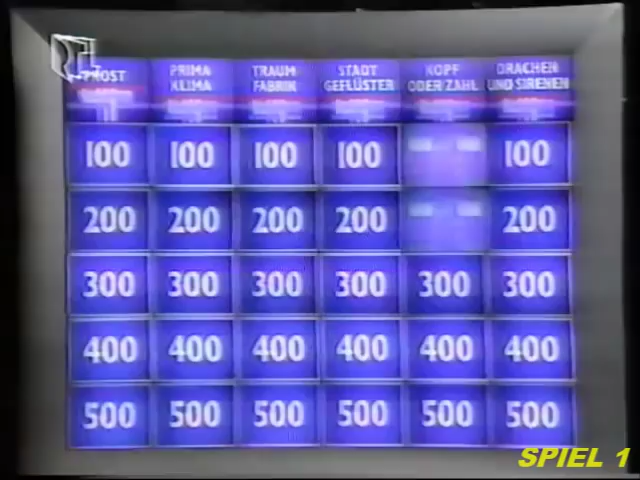 RTL
PROST
PRIMA KLIMA
TRAUM FABRIK
STADT GEFLÜSTER
KOPF ODER ZAHL
DRACHEN UND SIRENEN
100 100 100 100 100
200 200 200 200 200
300 300 300 300 300 300
400 400 400 400 400 400
500 500 500 500 500 500
SPIEL 1